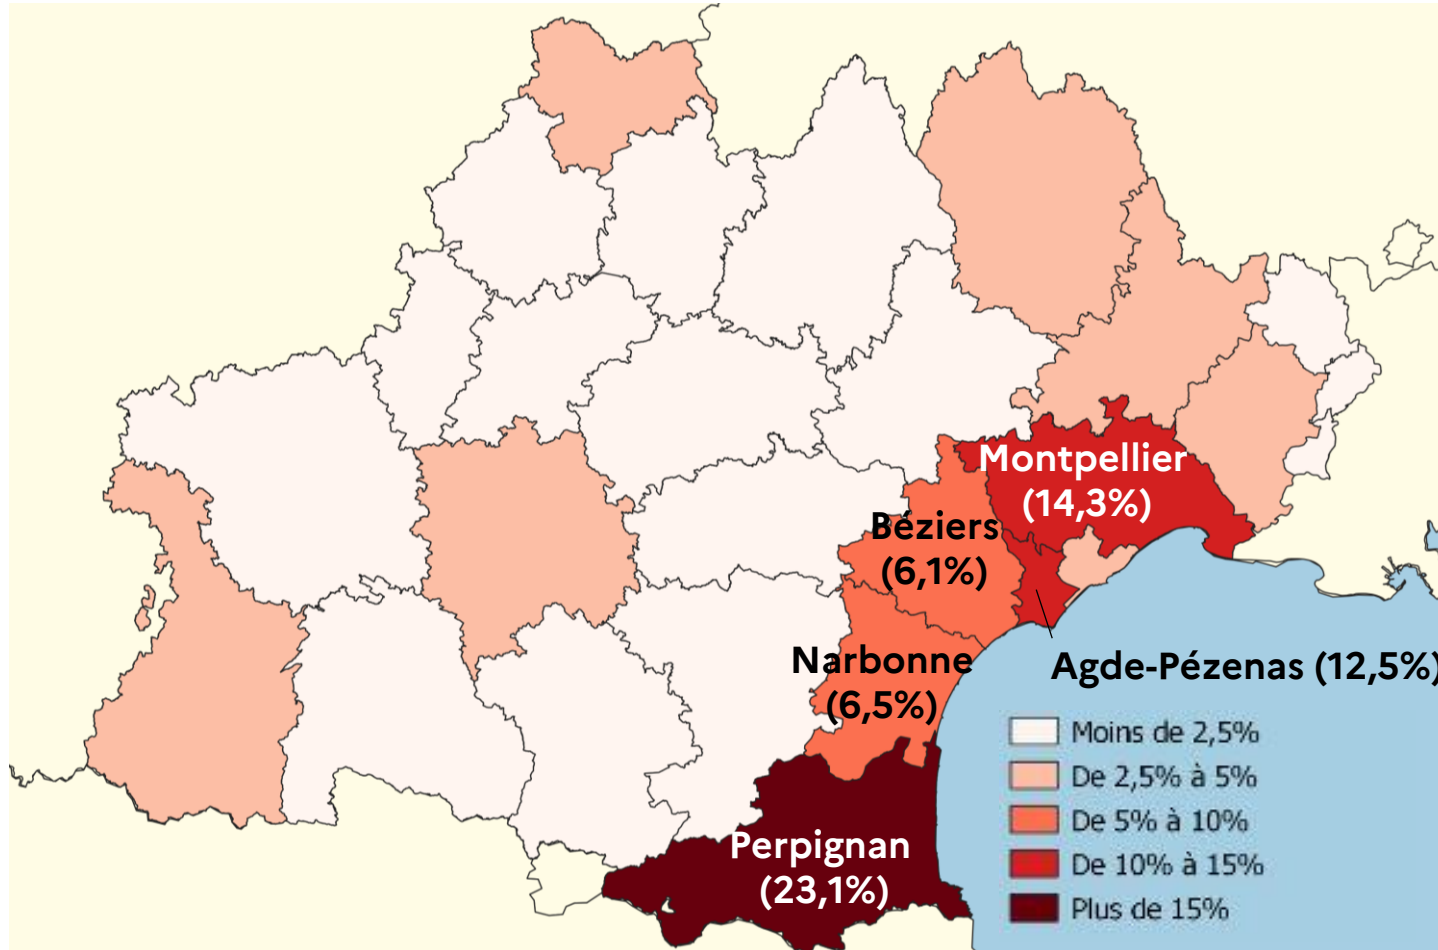 Montpellier
(14,3%)
Béziers
(6,1%)
Narbonne
(6,5%)
Agde-Pézenas (12,5%)
Perpignan
(23,1%)
Moins de 2,5%
De 2,5% à 5%
De 5% à 10%
De 10% à 15%
Plus de 15%